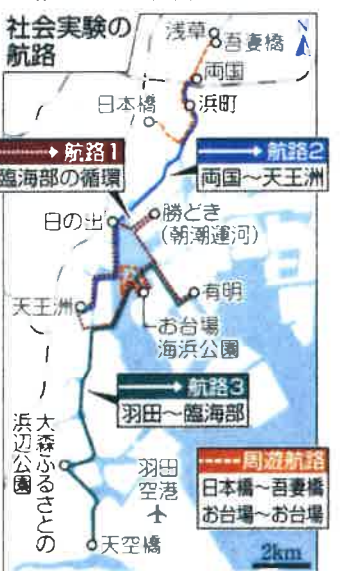 社会実験の
航路
浅草
吾妻橋
N
両国
日本橋
浜町
航路1
臨海部の循環
航路2
両国～天王洲
日の出
勝どき
(朝潮運河)
天王洲
有明
お台場
海浜公園
航路3
羽田～臨海部
大森ふるさとの
浜辺公園
羽田
空港
周遊航路
日本橋～吾妻橋
お台場～お台場
天空橋
2km